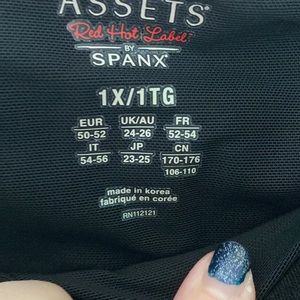 ASSETS®
Red Hot Label™
BY
SPANX®
1X/1TG
EUR UK/AU FR
50-52 24-26 52-54
IT JP CN
54-56 23-25 170-176
106-110
made in korea
fabriqué en corée
RN112121